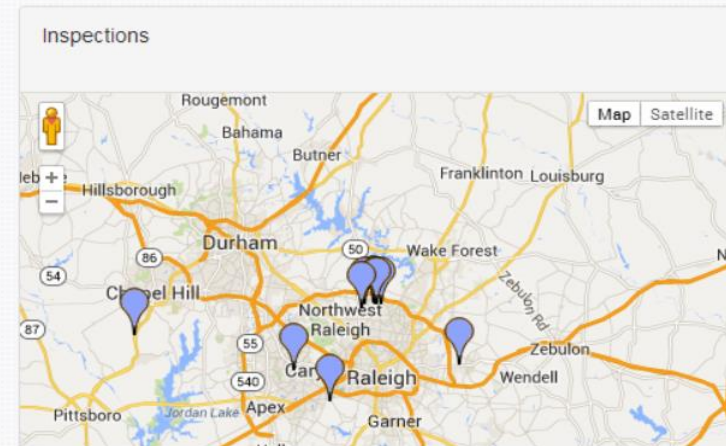 Inspections
Rougemont
Map Satellite
Bahama
Butner
Franklinton Louisburg
+
Hillsborough
−
Durham
50
Wake Forest
86
54
Chapel Hill
Zebulon Rd
Northwest
Raleigh
87
55
Zebulon
Cary
540
Raleigh
Wendell
Pittsboro
Jordan Lake
Apex
Garner